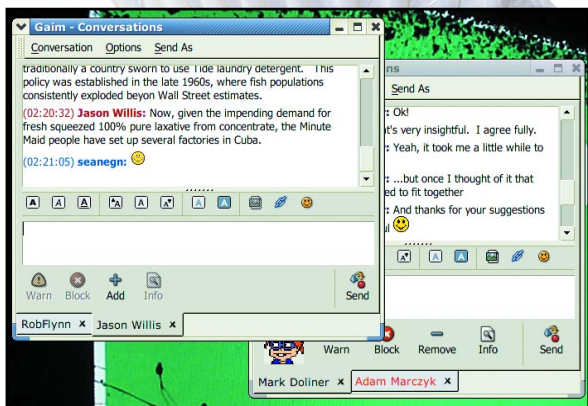 Gaim - Conversations
Conversation Options Send As
traditionally a country sworn to use Tide laundry detergent. This
policy was established in the late 1960s, where fish populations
consistently exploded beyon Wall Street estimates.
(02:20:32) Jason Willis: Now, given the impending demand for
fresh squeezed 100% pure laxative from concentrate, the Minute
Maid people have set up several factories in Cuba.
(02:21:05) seanegn:
Warn Block Add Info Send
RobFlynn Jason Willis
ns
Send As
: Ok!
t's very insightful. I agree fully.
: Yeah, it took me a little while to
: ...but once I thought of it that
ed to fit together
: And thanks for your suggestions
ul
Warn Block Remove Info Send
Mark Doliner Adam Marczyk